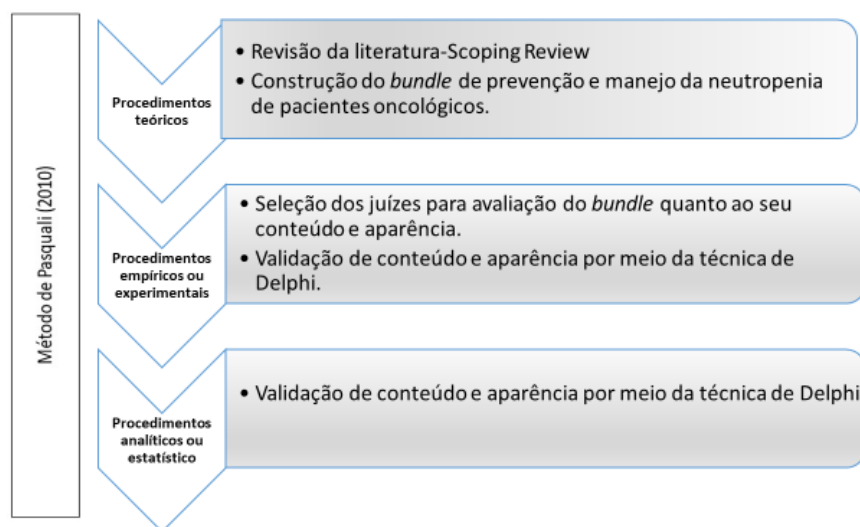 Método de Pasquali (2010)
Procedimentos
teóricos
• Revisão da literatura-Scoping Review
• Construção do bundle de prevenção e manejo da neutropenia
de pacientes oncológicos.
Procedimentos
empíricos ou
experimentais
• Seleção dos juízes para avaliação do bundle quanto ao seu
conteúdo e aparência.
• Validação de conteúdo e aparência por meio da técnica de
Delphi.
Procedimentos
analíticos ou
estatístico
• Validação de conteúdo e aparência por meio da técnica de Delphi